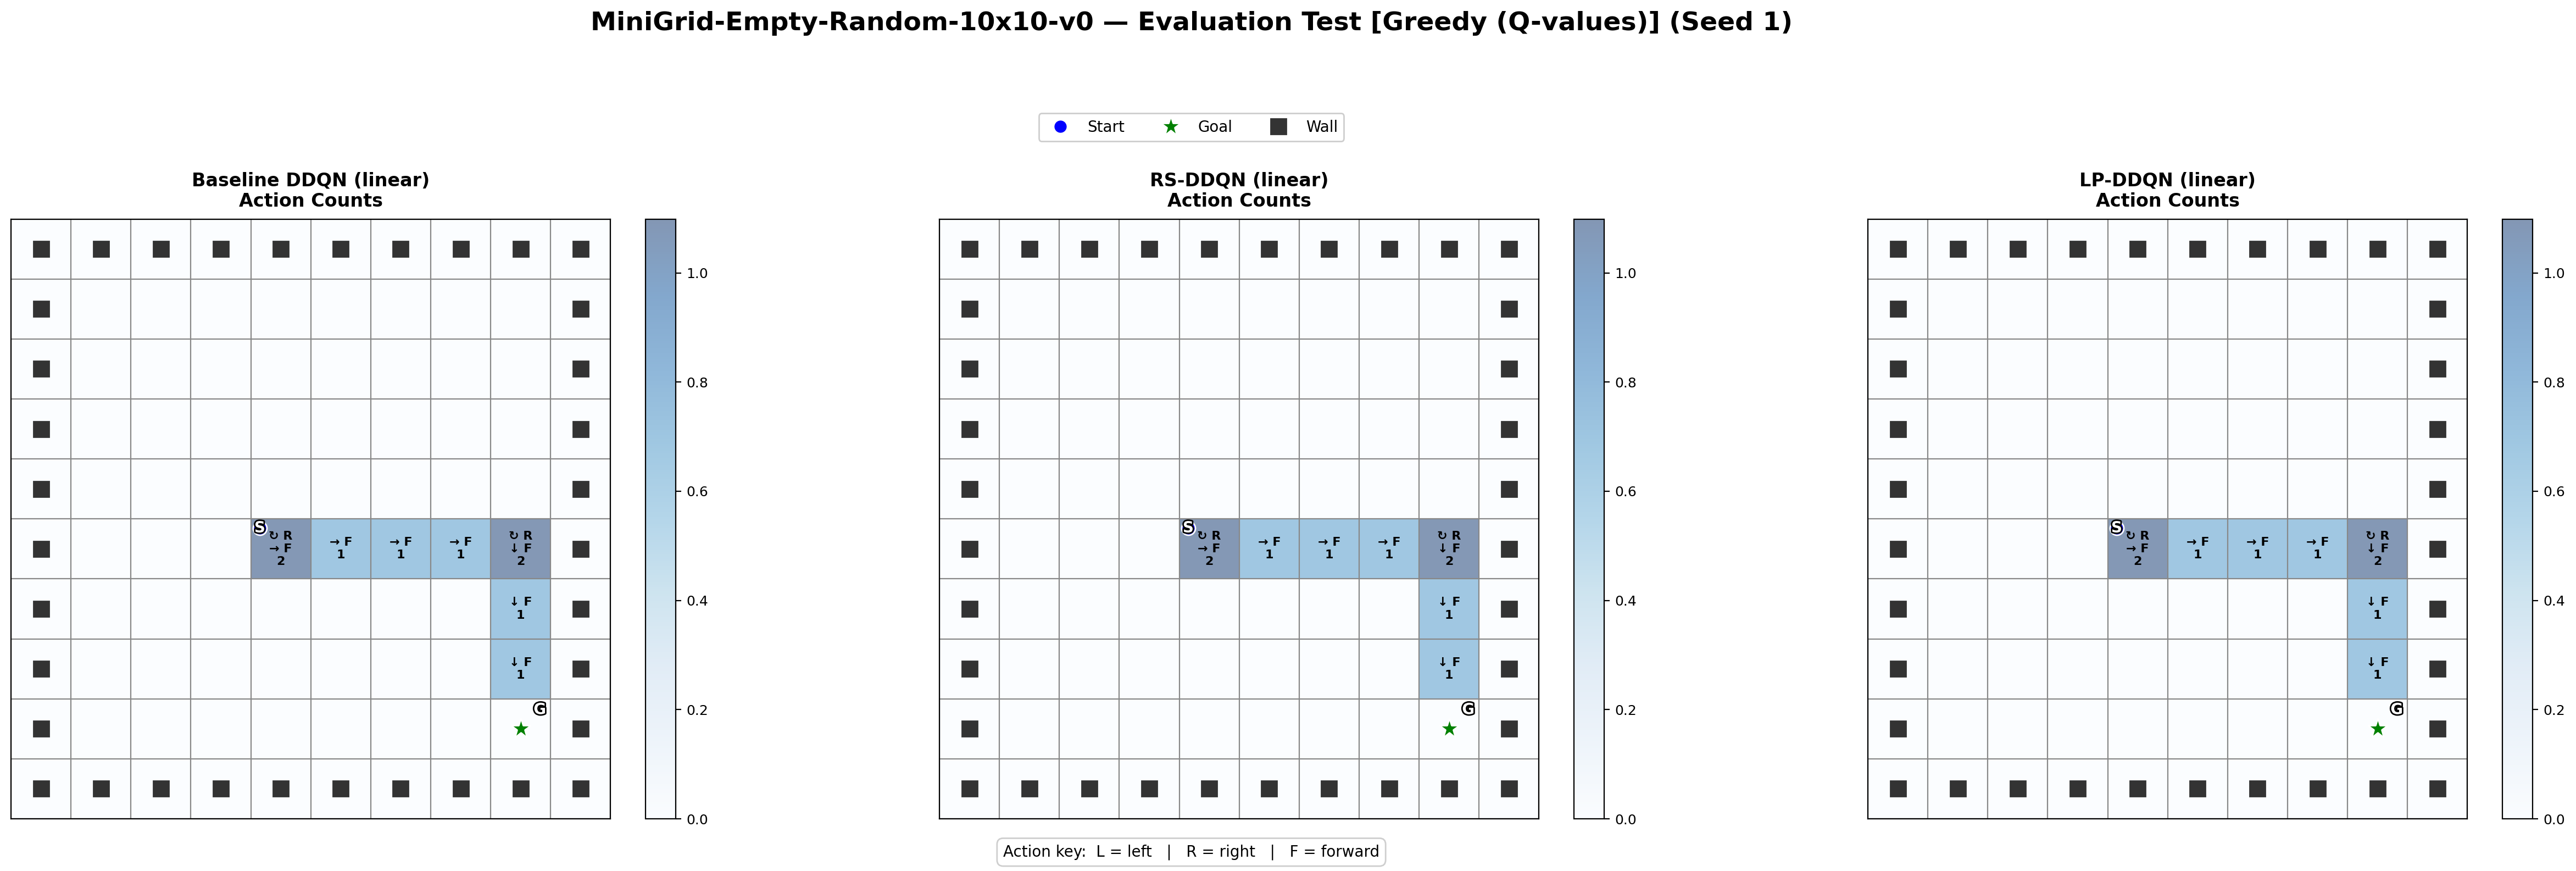 MiniGrid-Empty-Random-10x10-v0 — Evaluation Test [Greedy (Q-values)] (Seed 1)
Start
Goal
Wall
Baseline DDQN (linear)
Action Counts
S
↻ R
→ F
2
→ F
1
→ F
1
→ F
1
↻ R
↓ F
2
↓ F
1
↓ F
1
G
1.0
0.8
0.6
0.4
0.2
0.0
RS-DDQN (linear)
Action Counts
S
↻ R
→ F
2
→ F
1
→ F
1
→ F
1
↻ R
↓ F
2
↓ F
1
↓ F
1
G
1.0
0.8
0.6
0.4
0.2
0.0
LP-DDQN (linear)
Action Counts
S
↻ R
→ F
2
→ F
1
→ F
1
→ F
1
↻ R
↓ F
2
↓ F
1
↓ F
1
G
1.0
0.8
0.6
0.4
0.2
0.0
Action key: L = left | R = right | F = forward